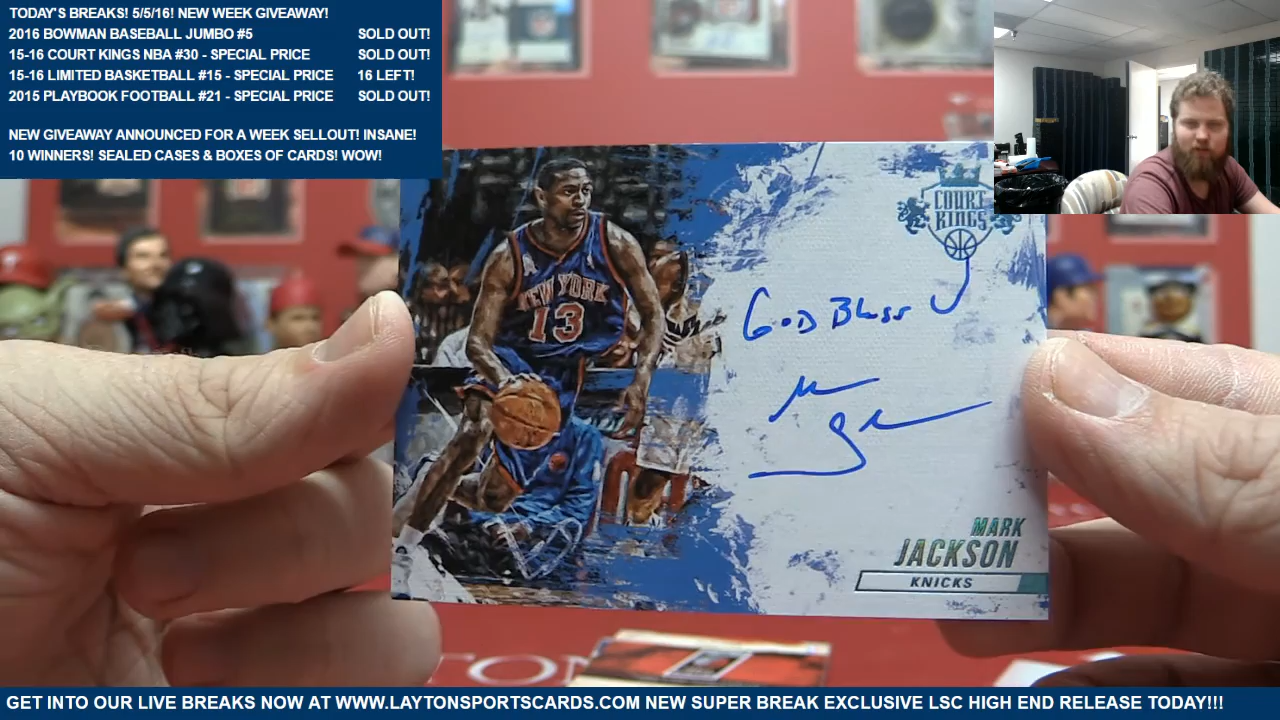 TODAY'S BREAKS! 5/5/16! NEW WEEK GIVEAWAY!
2016 BOWMAN BASEBALL JUMBO #5 SOLD OUT!
15-16 COURT KINGS NBA #30 - SPECIAL PRICE SOLD OUT!
15-16 LIMITED BASKETBALL #15 - SPECIAL PRICE 16 LEFT!
2015 PLAYBOOK FOOTBALL #21 - SPECIAL PRICE SOLD OUT!
NEW GIVEAWAY ANNOUNCED FOR A WEEK SELLOUT! INSANE!
10 WINNERS! SEALED CASES & BOXES OF CARDS! WOW!
COURT
KINGS
NEW YORK
13
GOD BLESS
MARK
JACKSON
KNICKS
GET INTO OUR LIVE BREAKS NOW AT WWW.LAYTONSPORTSCARDS.COM NEW SUPER BREAK EXCLUSIVE LSC HIGH END RELEASE TODAY!!!